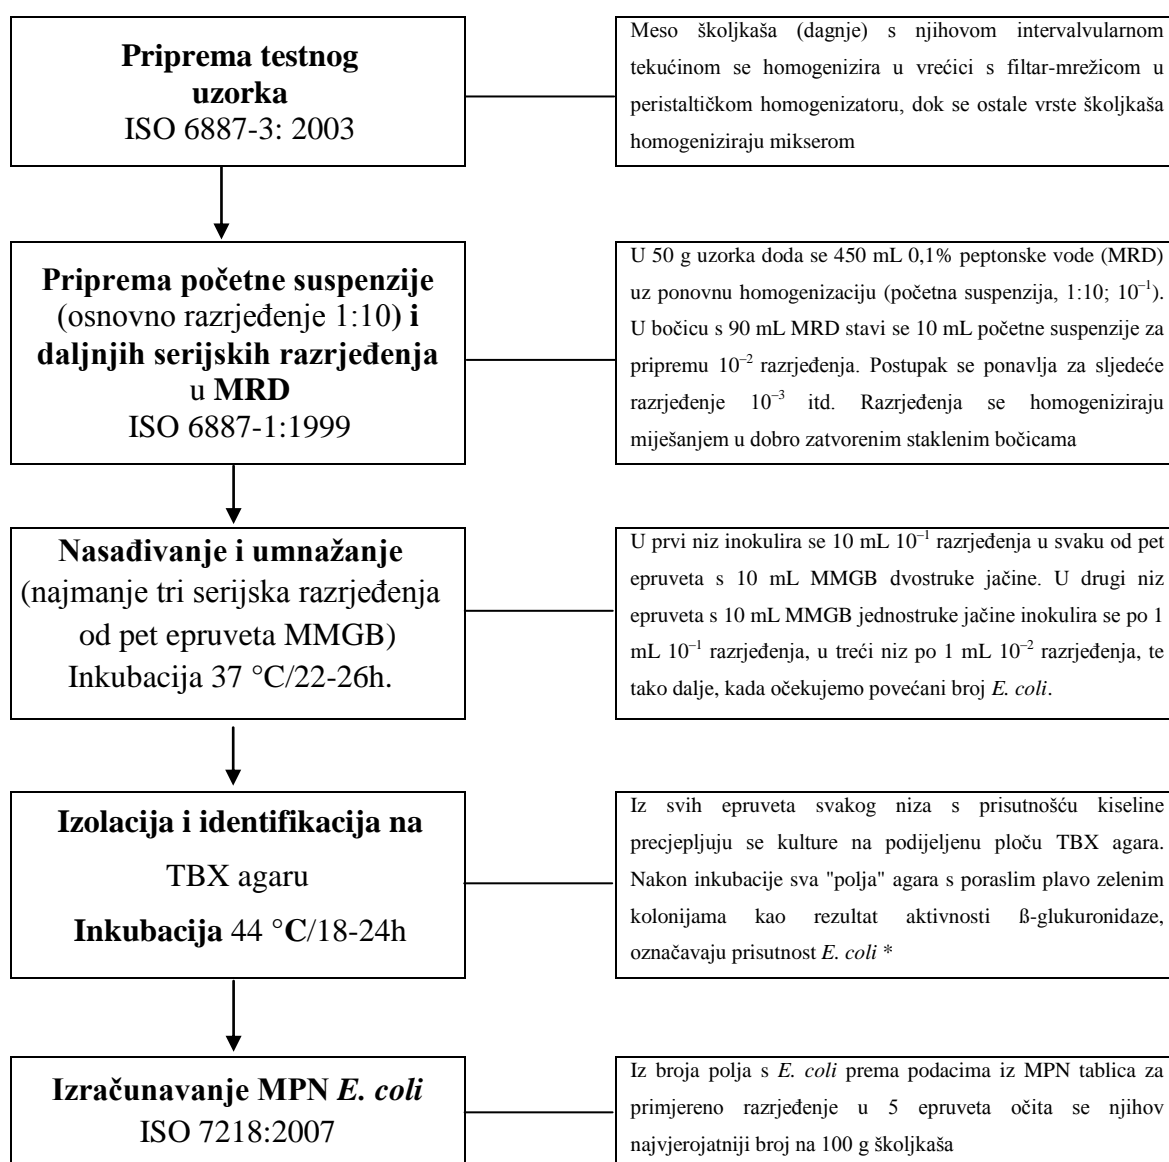 Priprema testnog
uzorka
ISO 6887-3: 2003
Meso školjkaša (dagnje) s njihovom intervalvularnom
tekućinom se homogenizira u vrećici s filtar-mrežicom u
peristaltičkom homogenizatoru, dok se ostale vrste školjkaša
homogeniziraju mikserom
Priprema početne suspenzije
(osnovno razrjeđenje 1:10) i
daljnjih serijskih razrjeđenja
u MRD
ISO 6887-1:1999
U 50 g uzorka doda se 450 mL 0,1% peptonske vode (MRD)
uz ponovnu homogenizaciju (početna suspenzija, 1:10; 10⁻¹).
U bočicu s 90 mL MRD stavi se 10 mL početne suspenzije za
pripremu 10⁻² razrjeđenja. Postupak se ponavlja za sljedeće
razrjeđenje 10⁻³ itd. Razrjeđenja se homogeniziraju
miješanjem u dobro zatvorenim staklenim bočicama
Nasađivanje i umnažanje
(najmanje tri serijska razrjeđenja
od pet epruveta MMGB)
Inkubacija 37 °C/22-26h.
U prvi niz inokulira se 10 mL 10⁻¹ razrjeđenja u svaku od pet
epruveta s 10 mL MMGB dvostruke jačine. U drugi niz
epruveta s 10 mL MMGB jednostruke jačine inokulira se po 1
mL 10⁻¹ razrjeđenja, u treći niz po 1 mL 10⁻² razrjeđenja, te
tako dalje, kada očekujemo povećani broj E. coli.
Izolacija i identifikacija na
TBX agaru
Inkubacija 44 °C/18-24h
Iz svih epruveta svakog niza s prisutnošću kiseline
precjepljuju se kulture na podijeljenu ploču TBX agara.
Nakon inkubacije sva "polja" agara s poraslim plavo zelenim
kolonijama kao rezultat aktivnosti ß-glukuronidaze,
označavaju prisutnost E. coli *
Izračunavanje MPN E. coli
ISO 7218:2007
Iz broja polja s E. coli prema podacima iz MPN tablica za
primjereno razrjeđenje u 5 epruveta očita se njihov
najvjerojatniji broj na 100 g školjkaša